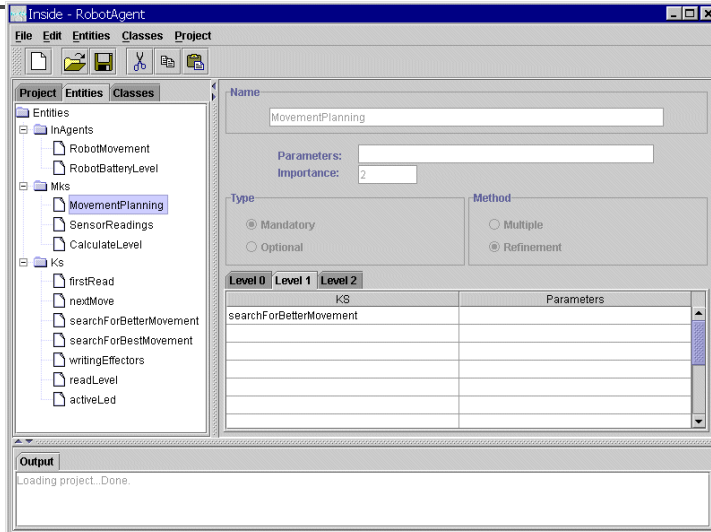 Inside - RobotAgent
File Edit Entities Classes Project
Project Entities Classes
Entities
InAgents
RobotMovement
RobotBatteryLevel
Mks
MovementPlanning
SensorReadings
CalculateLevel
Ks
firstRead
nextMove
searchForBetterMovement
searchForBestMovement
writingEffectors
readLevel
activeLed
Name
MovementPlanning
Parameters:
Importance: 2
Type
Mandatory
Optional
Method
Multiple
Refinement
Level 0 Level 1 Level 2
KS Parameters
searchForBetterMovement
Output
Loading project...Done.